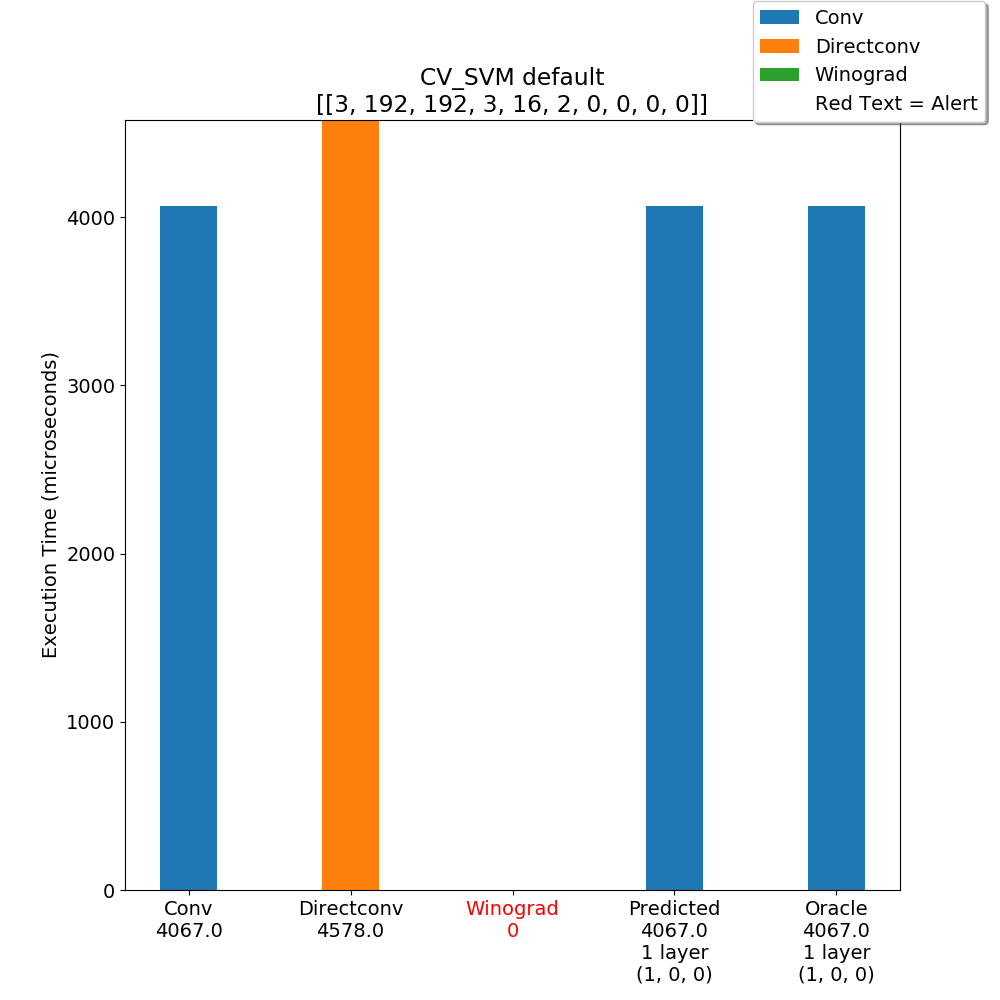 Conv
Directconv
Winograd
Red Text = Alert
CV_SVM default
[[3, 192, 192, 3, 16, 2, 0, 0, 0, 0]]
Execution Time (microseconds)
4000
3000
2000
1000
0
Conv
4067.0
Directconv
4578.0
Winograd
0
Predicted
4067.0
1 layer
(1, 0, 0)
Oracle
4067.0
1 layer
(1, 0, 0)